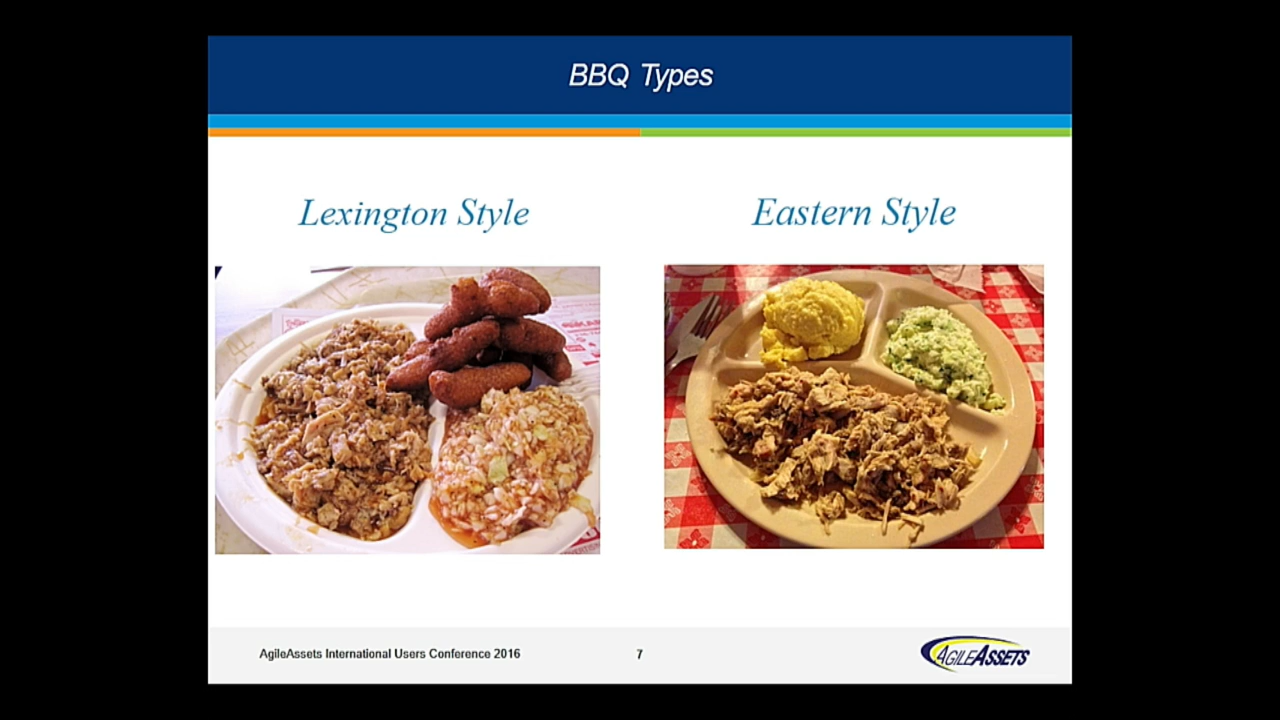 BBQ Types
Lexington Style
Eastern Style
AgileAssets International Users Conference 2016
7
AGILEASSETS